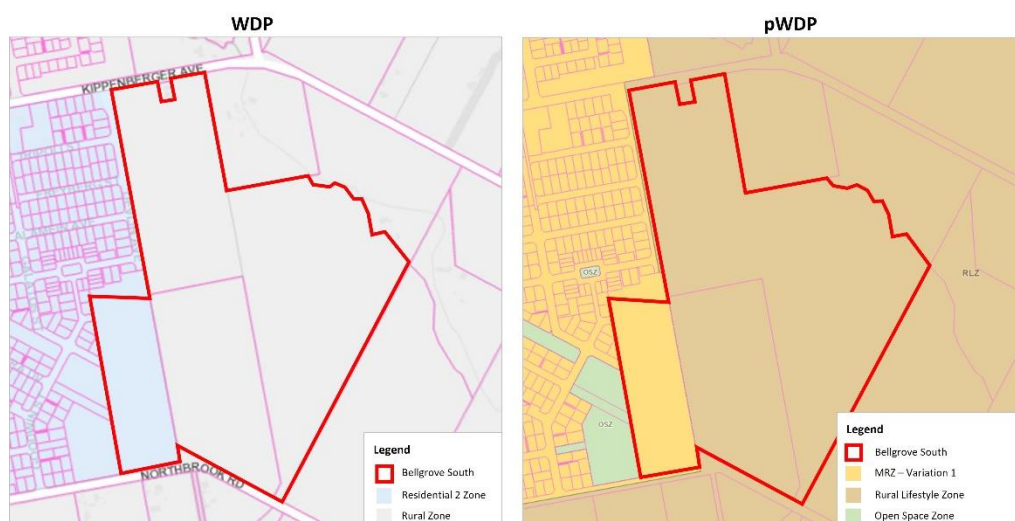 WDP
KIPPENBERGER AVE
NORTHBROOK RD
Legend
Bellgrove South
Residential 2 Zone
Rural Zone
pWDP
OSZ
RLZ
OSZ
Legend
Bellgrove South
MRZ – Variation 1
Rural Lifestyle Zone
Open Space Zone